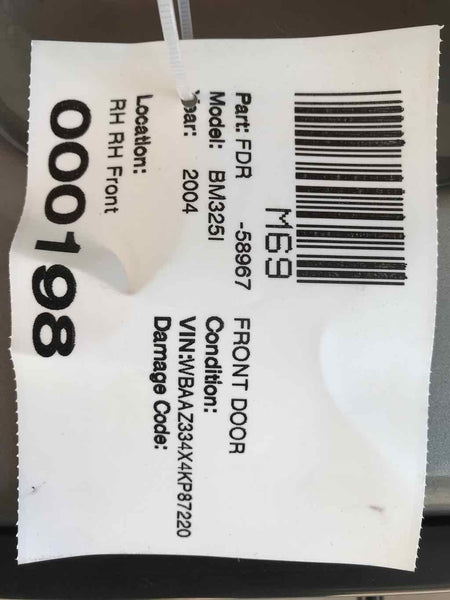 M69
Part: FDR -58967 FRONT DOOR
Model: BM325I Condition:
Year: 2004 VIN:WBAAZ334X4KP87220
Damage Code:
Location:
RH RH Front
000198